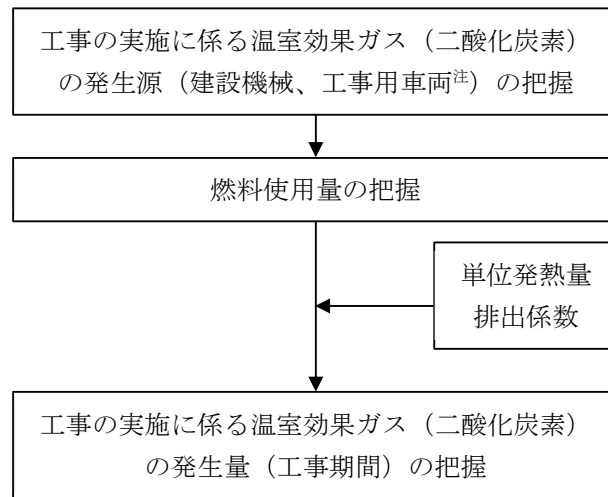 工事の実施に係る温室効果ガス（二酸化炭素）
の発生源（建設機械、工事用車両注）の把握
燃料使用量の把握
単位発熱量
排出係数
工事の実施に係る温室効果ガス（二酸化炭素）
の発生量（工事期間）の把握